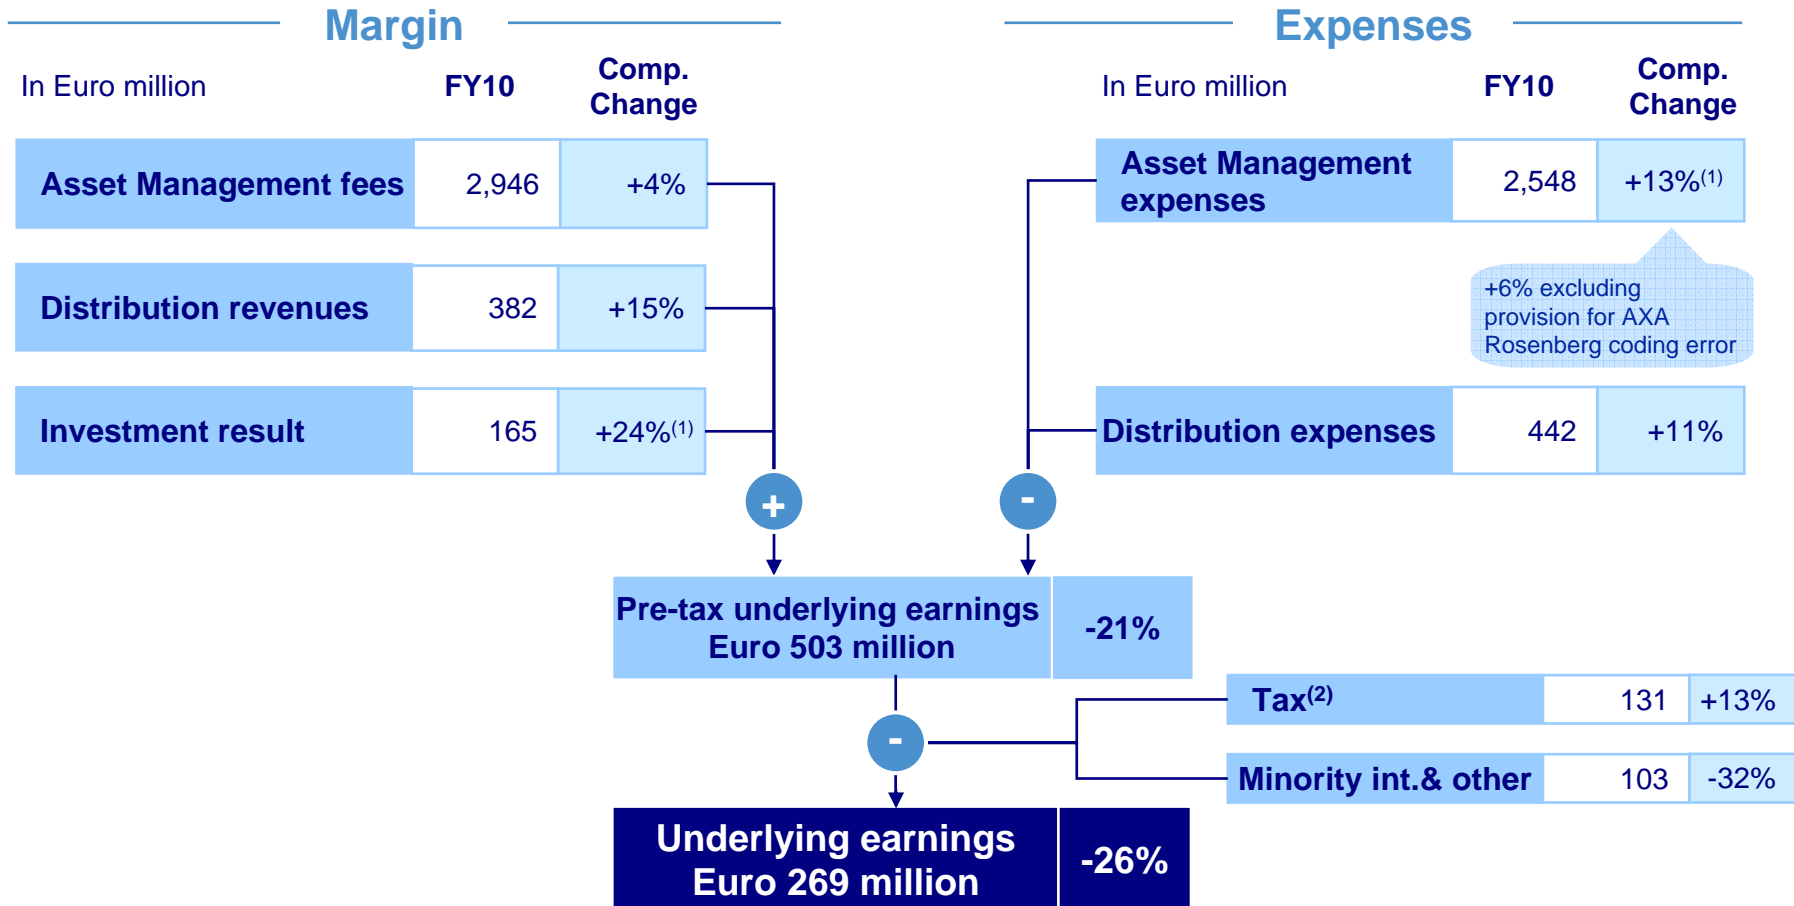 Margin
In Euro million FY10 Comp. Change
Asset Management fees 2,946 +4%
Distribution revenues 382 +15%
Investment result 165 +24%(1)
Expenses
In Euro million FY10 Comp. Change
Asset Management expenses 2,548 +13%(1)
+6% excluding
provision for AXA
Rosenberg coding error
Distribution expenses 442 +11%
+
-
Pre-tax underlying earnings
Euro 503 million
-21%
-
Tax(2) 131 +13%
Minority int.& other 103 -32%
Underlying earnings
Euro 269 million
-26%